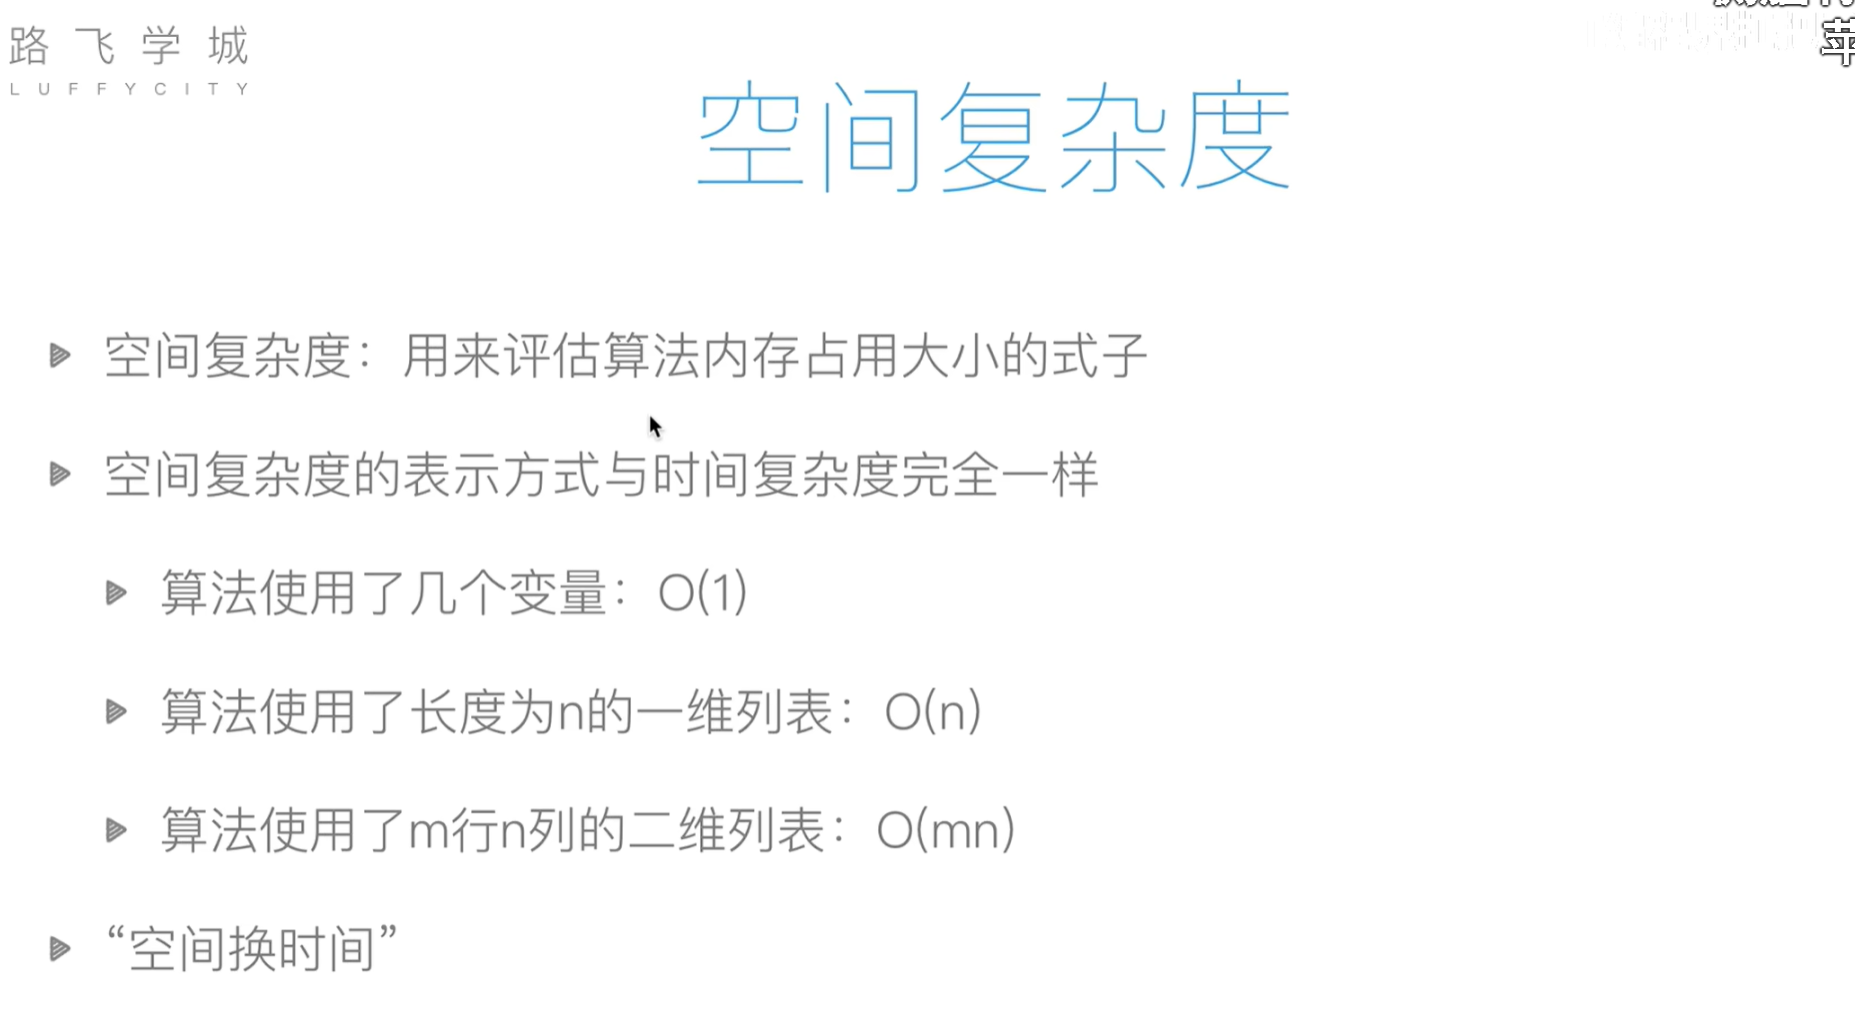 路飞学城
LUFFYCITY
空间复杂度
空间复杂度：用来评估算法内存占用大小的式子
空间复杂度的表示方式与时间复杂度完全一样
算法使用了几个变量：O(1)
算法使用了长度为n的一维列表：O(n)
算法使用了m行n列的二维列表：O(mn)
“空间换时间”